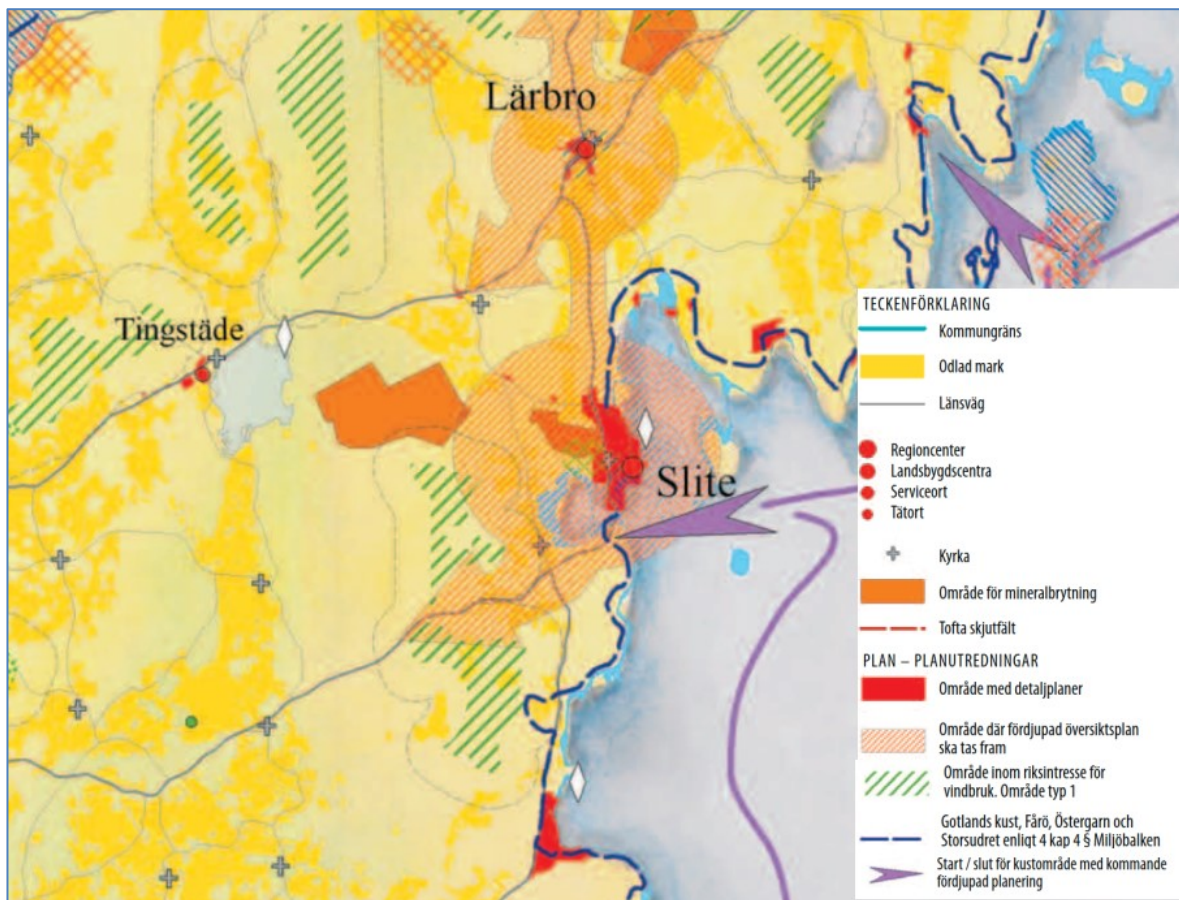 Lärbro
Tingstäde
Slite
TECKENFÖRKLARING
Kommungräns
Odlad mark
Länsväg
Regioncenter
Landsbygdscentra
Serviceort
Tätort
Kyrka
Område för mineralbrytning
Tofta skjutfält
PLAN – PLANUTREDNINGAR
Område med detaljplaner
Område där fördjupad översiktsplan
ska tas fram
Område inom riksintresse för
vindbruk. Område typ 1
Gotlands kust, Fårö, Östergarn och
Storsudret enligt 4 kap 4 § Miljöbalken
Start / slut för kustområde med kommande
fördjupad planering